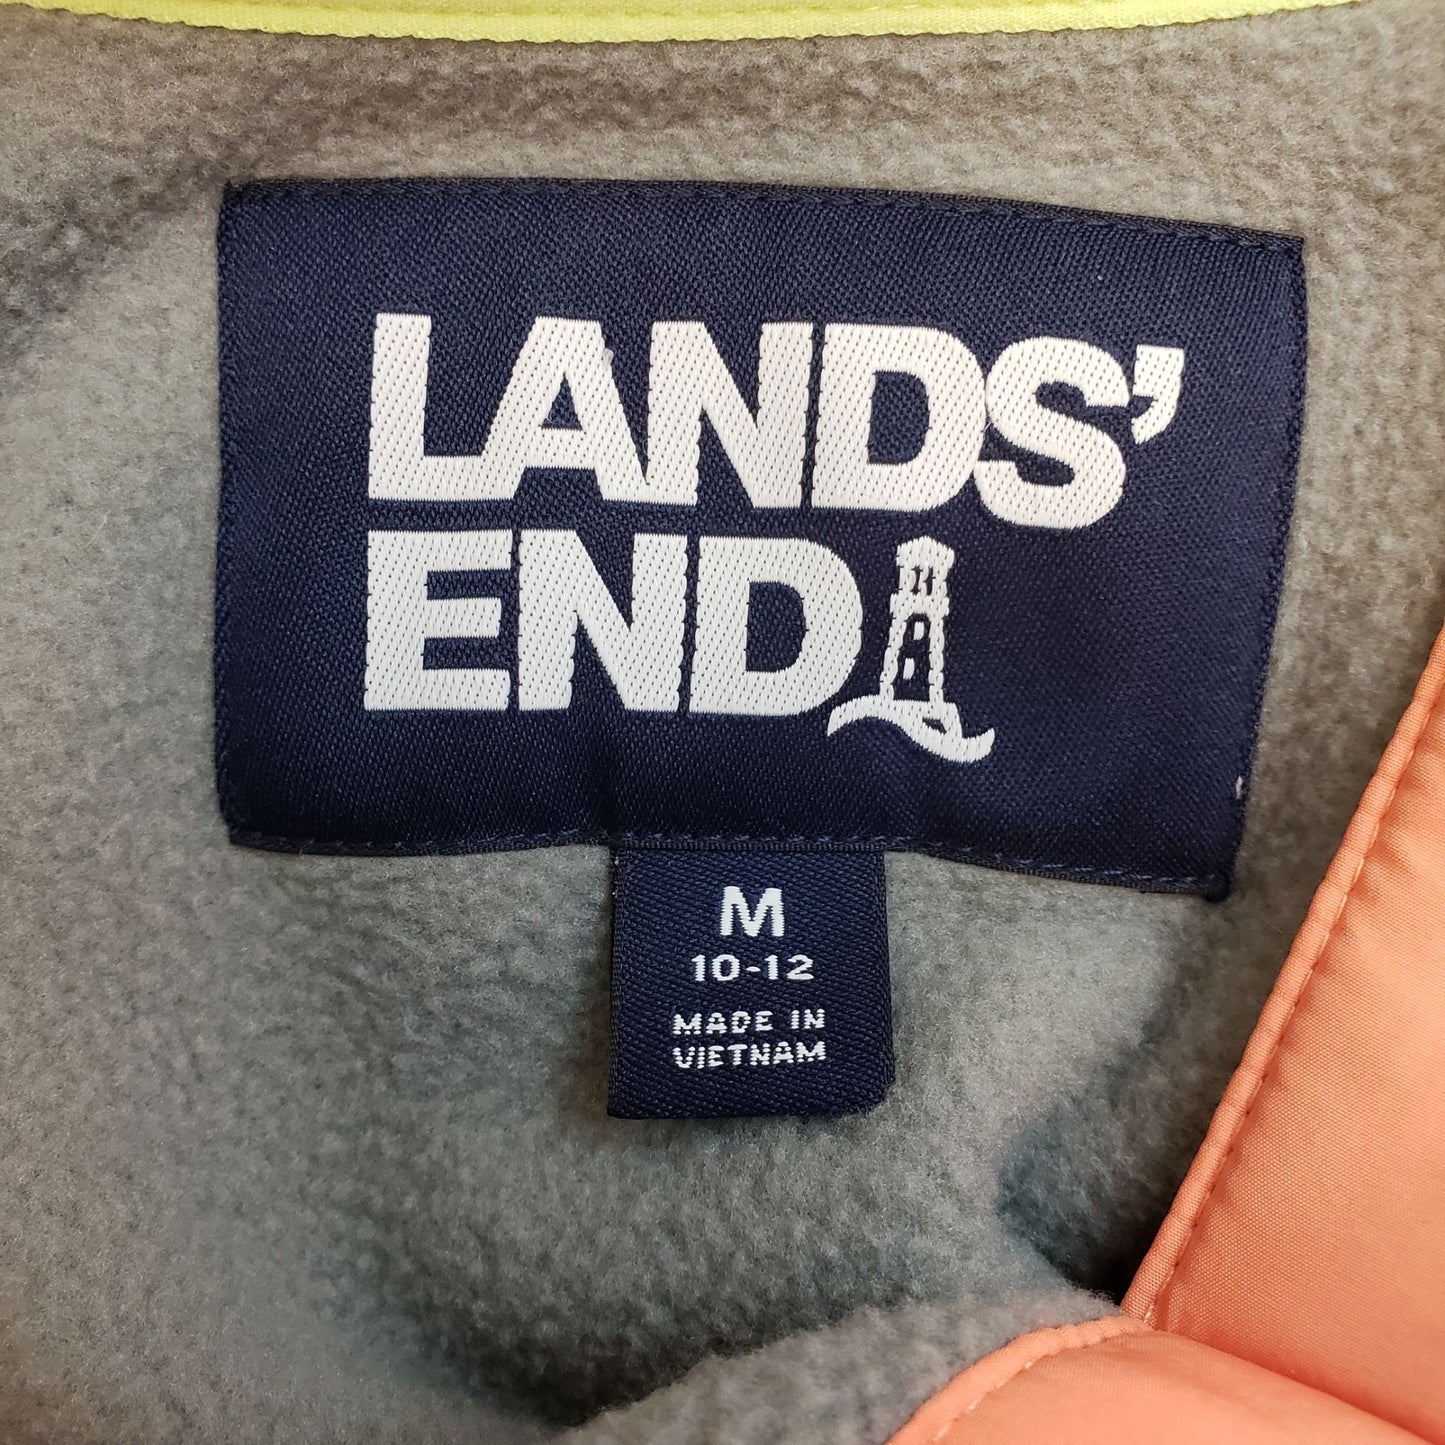 LANDS'
END
M
10-12
MADE IN
VIETNAM